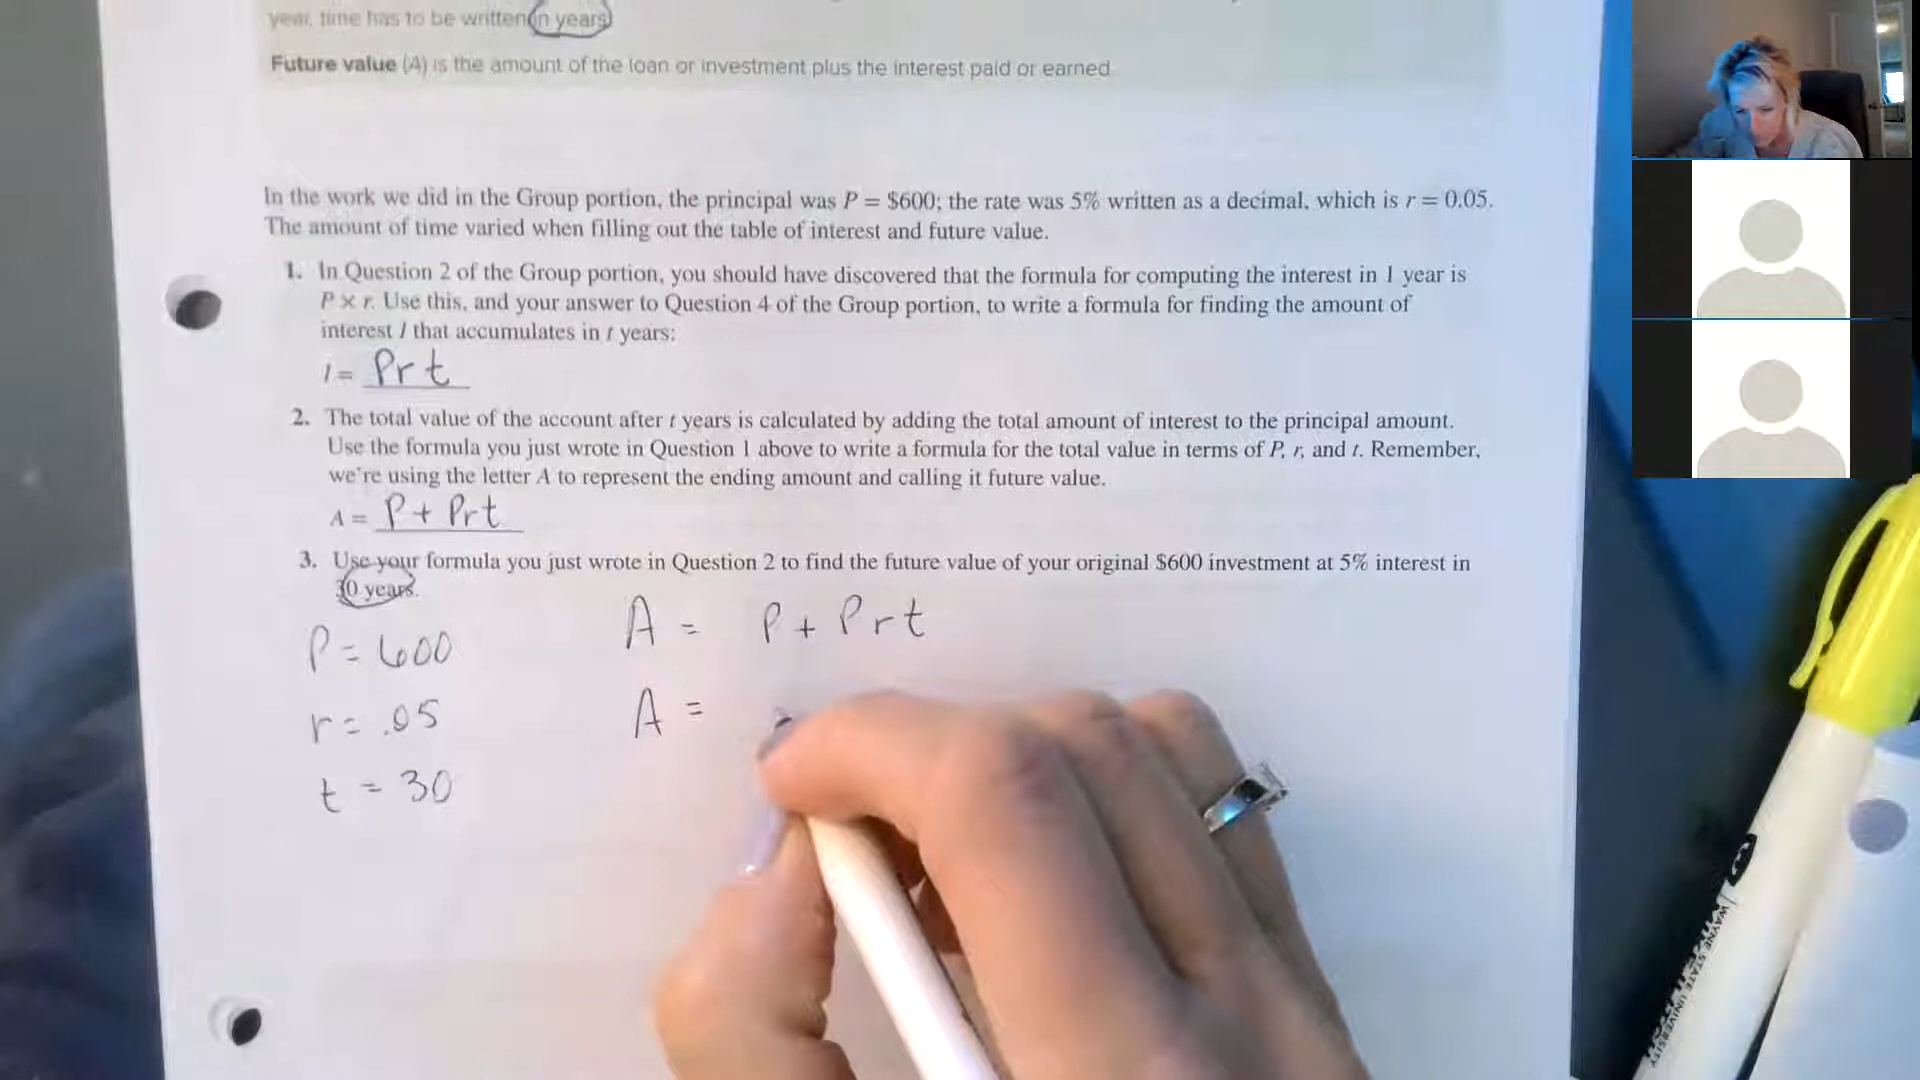 year, time has to be written in years
Future value (A) is the amount of the loan or investment plus the interest paid or earned
In the work we did in the Group portion, the principal was P = $600; the rate was 5% written as a decimal, which is r = 0.05.
The amount of time varied when filling out the table of interest and future value.
1. In Question 2 of the Group portion, you should have discovered that the formula for computing the interest in 1 year is
P × r. Use this, and your answer to Question 4 of the Group portion, to write a formula for finding the amount of
interest I that accumulates in t years:
I = Prt
2. The total value of the account after t years is calculated by adding the total amount of interest to the principal amount.
Use the formula you just wrote in Question 1 above to write a formula for the total value in terms of P, r, and t. Remember,
we're using the letter A to represent the ending amount and calling it future value.
A = P + Prt
3. Use your formula you just wrote in Question 2 to find the future value of your original $600 investment at 5% interest in
30 years.
P = 600
A = P + Prt
r = .05
A =
t = 30
WAYNE STATE UNIVERSITY